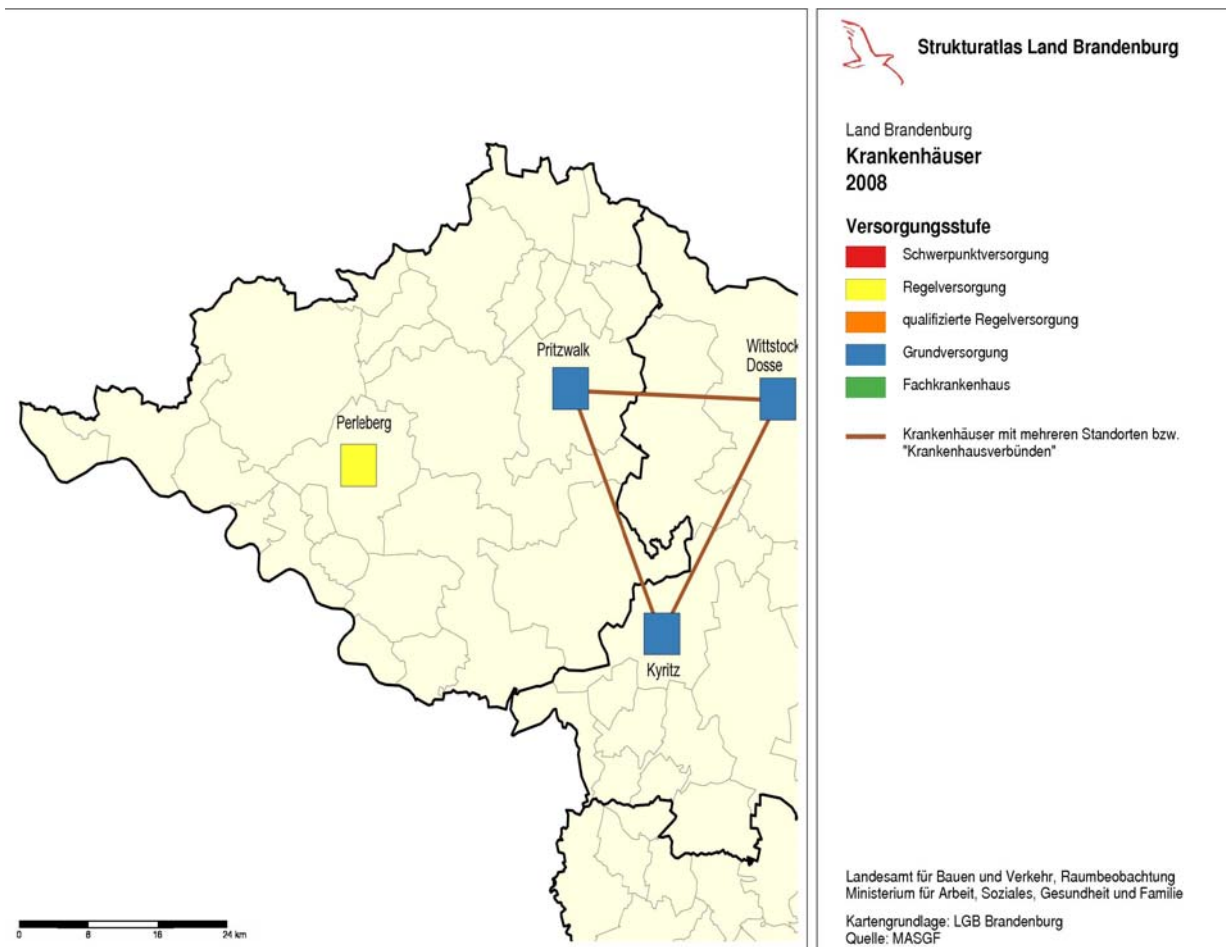 Strukturatlas Land Brandenburg
Land Brandenburg
Krankenhäuser
2008
Versorgungsstufe
Schwerpunktversorgung
Regelversorgung
qualifizierte Regelversorgung
Grundversorgung
Fachkrankenhaus
Krankenhäuser mit mehreren Standorten bzw.
"Krankenhausverbünden"
Pritzwalk
Wittstock
Dosse
Perleberg
Kyritz
0 8 16 24 km
Landesamt für Bauen und Verkehr, Raumbeobachtung
Ministerium für Arbeit, Soziales, Gesundheit und Familie
Kartengrundlage: LGB Brandenburg
Quelle: MASGF